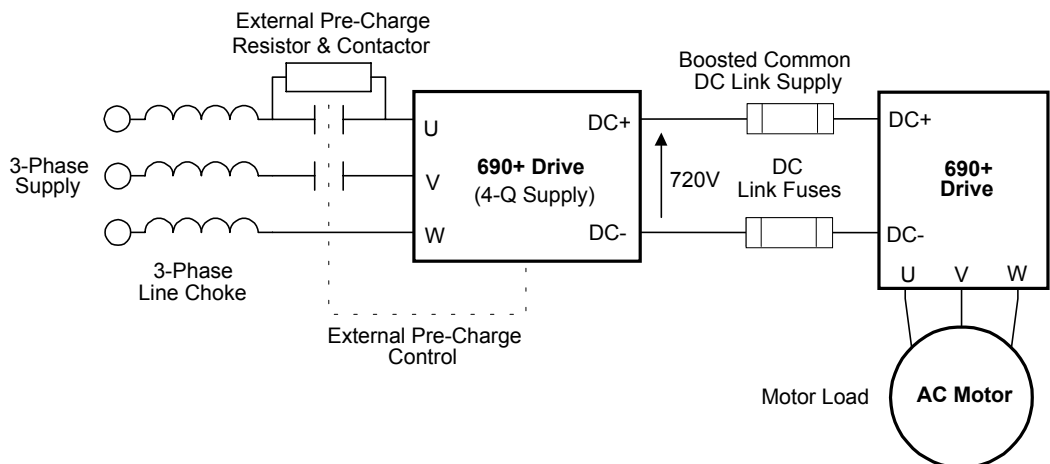 External Pre-Charge
Resistor & Contactor
3-Phase
Supply
3-Phase
Line Choke
External Pre-Charge
Control
U
V
W
690+ Drive
(4-Q Supply)
DC+
DC-
720V
Boosted Common
DC Link Supply
DC
Link Fuses
DC+
690+
Drive
DC-
U V W
Motor Load
AC Motor